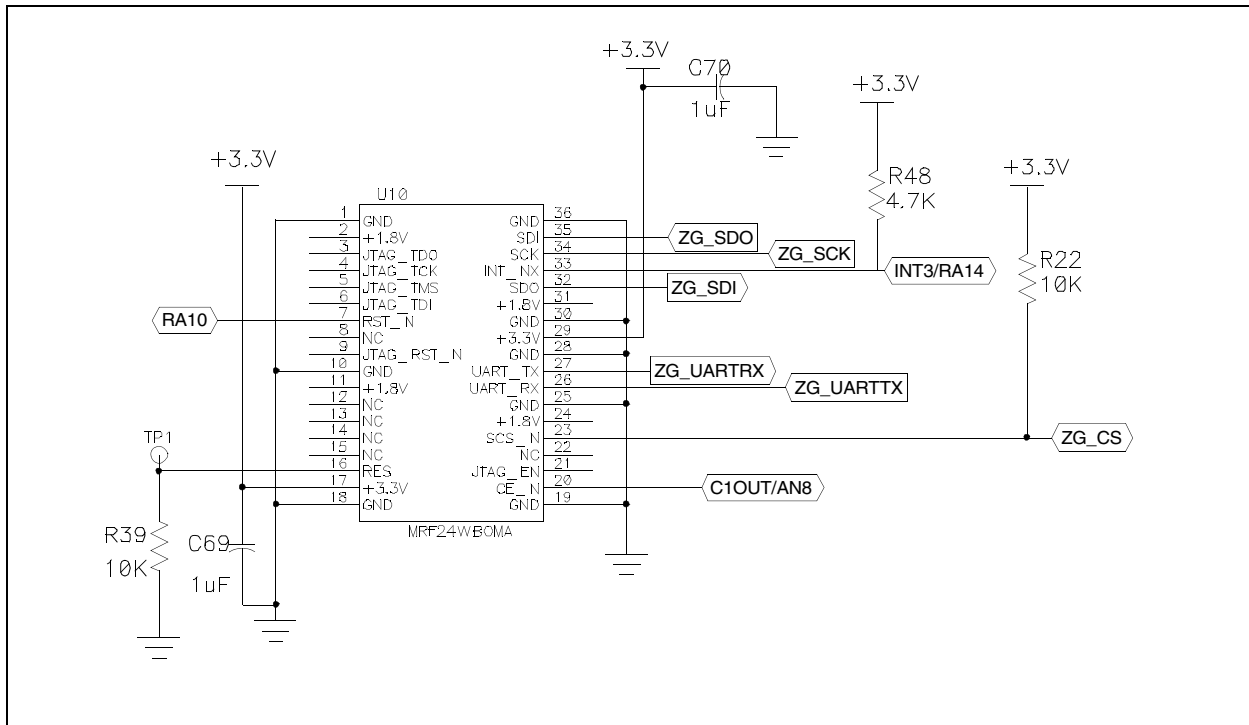 +3.3V
C70
1uF
+3.3V
+3.3V
+3.3V
R48
4.7K
R22
10K
U10
1 GND GND 36
2 +1.8V SDI 35 ZG_SDO
3 JTAG_TDO SCK 34 ZG_SCK
4 JTAG_TCK INT_NX 33 INT3/RA14
5 JTAG_TMS SDO 32 ZG_SDI
6 JTAG_TDI +1.8V 31
RA10 7 RST_N GND 30
8 NC +3.3V 29
9 JTAG_RST_N GND 28
10 GND UART_TX 27 ZG_UARTRX
11 +1.8V UART_RX 26 ZG_UARTTX
12 NC GND 25
13 NC +1.8V 24
14 NC SCS_N 23 ZG_CS
15 NC NC 22
TP1
16 RES JTAG_EN 21
17 +3.3V CE_N 20 C1OUT/AN8
18 GND GND 19
MRF24WB0MA
R39
10K
C69
1uF